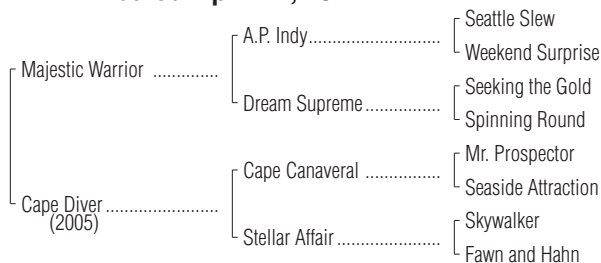 Seattle Slew
A.P. Indy..............................
Weekend Surprise
Majestic Warrior ...............
Seeking the Gold
Dream Supreme .................
Spinning Round
Mr. Prospector
Cape Canaveral .................
Seaside Attraction
Cape Diver ..........................
(2005)
Skywalker
Stellar Affair .......................
Fawn and Hahn